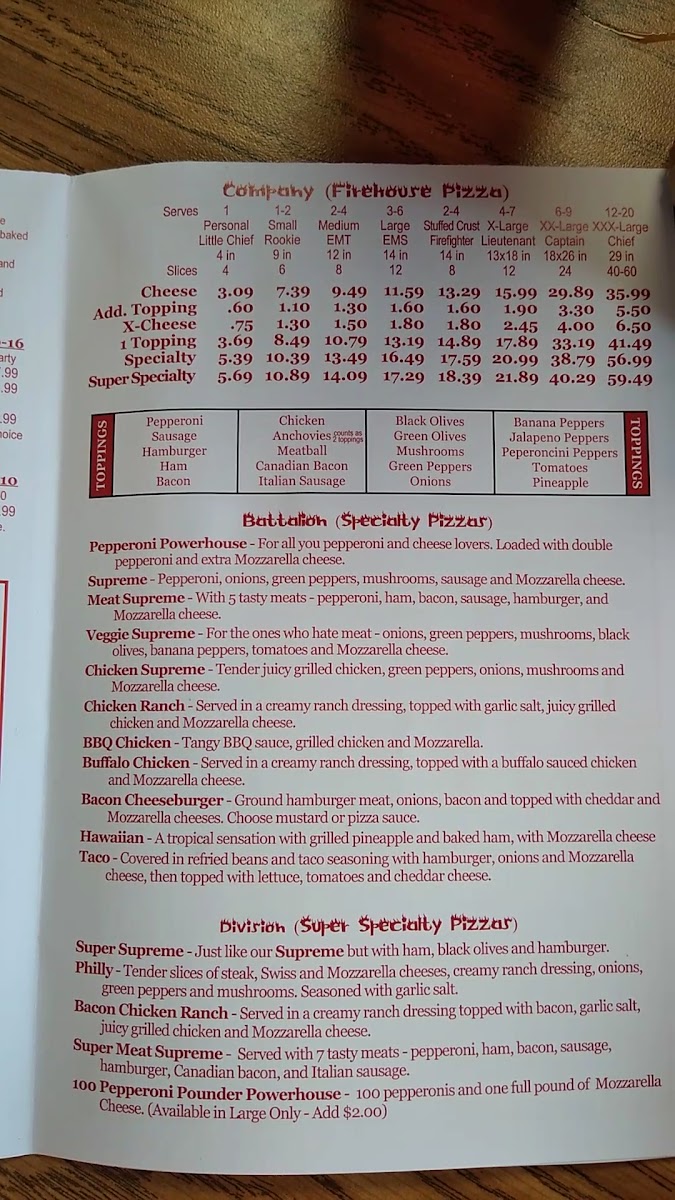 Company (Firehouse Pizza)
Serves 1 1-2 2-4 3-6 2-4 4-7 6-9 12-20
Personal Small Medium Large Stuffed Crust X-Large XX-Large XXX-Large
Little Chief Rookie EMT EMS Firefighter Lieutenant Captain Chief
4 in 9 in 12 in 14 in 14 in 13x18 in 18x26 in 29 in
Slices 4 6 8 12 8 12 24 40-60
Cheese 3.09 7.39 9.49 11.59 13.29 15.99 29.89 35.99
Add. Topping .60 1.10 1.30 1.60 1.60 1.90 3.30 5.50
X-Cheese .75 1.30 1.50 1.80 1.80 2.45 4.00 6.50
1 Topping 3.69 8.49 10.79 13.19 14.89 17.89 33.19 41.49
Specialty 5.39 10.39 13.49 16.49 17.59 20.99 38.79 56.99
Super Specialty 5.69 10.89 14.09 17.29 18.39 21.89 40.29 59.49
TOPPINGS
Pepperoni
Sausage
Hamburger
Ham
Bacon
Chicken
Anchovies counts as 2 toppings
Meatball
Canadian Bacon
Italian Sausage
Black Olives
Green Olives
Mushrooms
Green Peppers
Onions
Banana Peppers
Jalapeno Peppers
Peperoncini Peppers
Tomatoes
Pineapple
TOPPINGS
Battalion (Specialty Pizzas)
Pepperoni Powerhouse - For all you pepperoni and cheese lovers. Loaded with double
pepperoni and extra Mozzarella cheese.
Supreme - Pepperoni, onions, green peppers, mushrooms, sausage and Mozzarella cheese.
Meat Supreme - With 5 tasty meats - pepperoni, ham, bacon, sausage, hamburger, and
Mozzarella cheese.
Veggie Supreme - For the ones who hate meat - onions, green peppers, mushrooms, black
olives, banana peppers, tomatoes and Mozzarella cheese.
Chicken Supreme - Tender juicy grilled chicken, green peppers, onions, mushrooms and
Mozzarella cheese.
Chicken Ranch - Served in a creamy ranch dressing, topped with garlic salt, juicy grilled
chicken and Mozzarella cheese.
BBQ Chicken - Tangy BBQ sauce, grilled chicken and Mozzarella.
Buffalo Chicken - Served in a creamy ranch dressing, topped with a buffalo sauced chicken
and Mozzarella cheese.
Bacon Cheeseburger - Ground hamburger meat, onions, bacon and topped with cheddar and
Mozzarella cheeses. Choose mustard or pizza sauce.
Hawaiian - A tropical sensation with grilled pineapple and baked ham, with Mozzarella cheese
Taco - Covered in refried beans and taco seasoning with hamburger, onions and Mozzarella
cheese, then topped with lettuce, tomatoes and cheddar cheese.
Division (Super Specialty Pizzas)
Super Supreme - Just like our Supreme but with ham, black olives and hamburger.
Philly - Tender slices of steak, Swiss and Mozzarella cheeses, creamy ranch dressing, onions,
green peppers and mushrooms. Seasoned with garlic salt.
Bacon Chicken Ranch - Served in a creamy ranch dressing topped with bacon, garlic salt,
juicy grilled chicken and Mozzarella cheese.
Super Meat Supreme - Served with 7 tasty meats - pepperoni, ham, bacon, sausage,
hamburger, Canadian bacon, and Italian sausage.
100 Pepperoni Pounder Powerhouse - 100 pepperonis and one full pound of Mozzarella
Cheese. (Available in Large Only - Add $2.00)